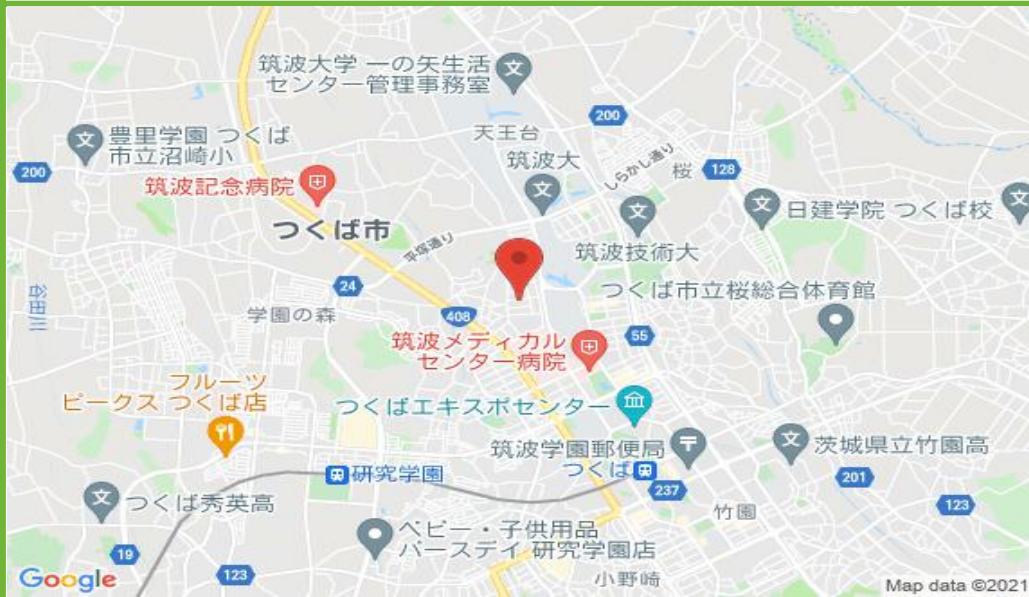 筑波大学 一の矢生活
センター管理事務室
200
天王台
豊里学園 つくば
市立沼崎小
200
筑波大
しらかし通り
桜
128
筑波記念病院
日建学院 つくば校
つくば市
平塚通り
筑波技術大
24
つくば市立桜総合体育館
谷田川
学園の森
408
55
筑波メディカル
センター病院
フルーツ
ピークス つくば店
つくばエキスポセンター
筑波学園郵便局
茨城県立竹園高
研究学園
つくば
237
201
つくば秀英高
竹園
123
ベビー・子供用品
バースデイ 研究学園店
19
123
小野崎
Google
Map data ©2021